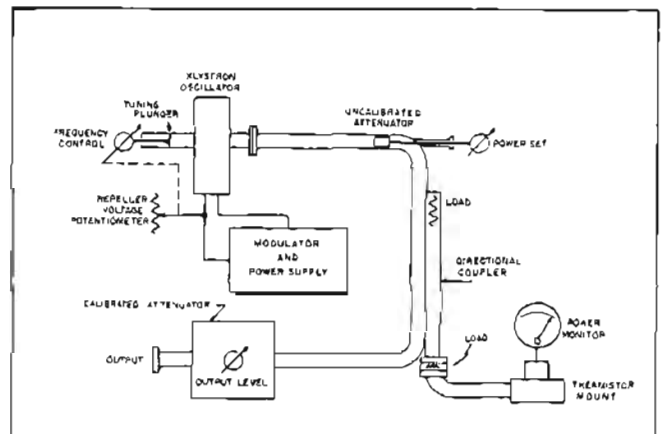 KLYSTRON
OSCILLATOR
TUNING
PLUNGER
FREQUENCY
CONTROL
UNCALIBRATED
ATTENUATOR
POWER SET
REPELLER
VOLTAGE
POTENTIOMETER
MODULATOR
AND
POWER SUPPLY
LOAD
DIRECTIONAL
COUPLER
CALIBRATED ATTENUATOR
OUTPUT
OUTPUT LEVEL
LOAD
POWER
MONITOR
THERMISTOR
MOUNT